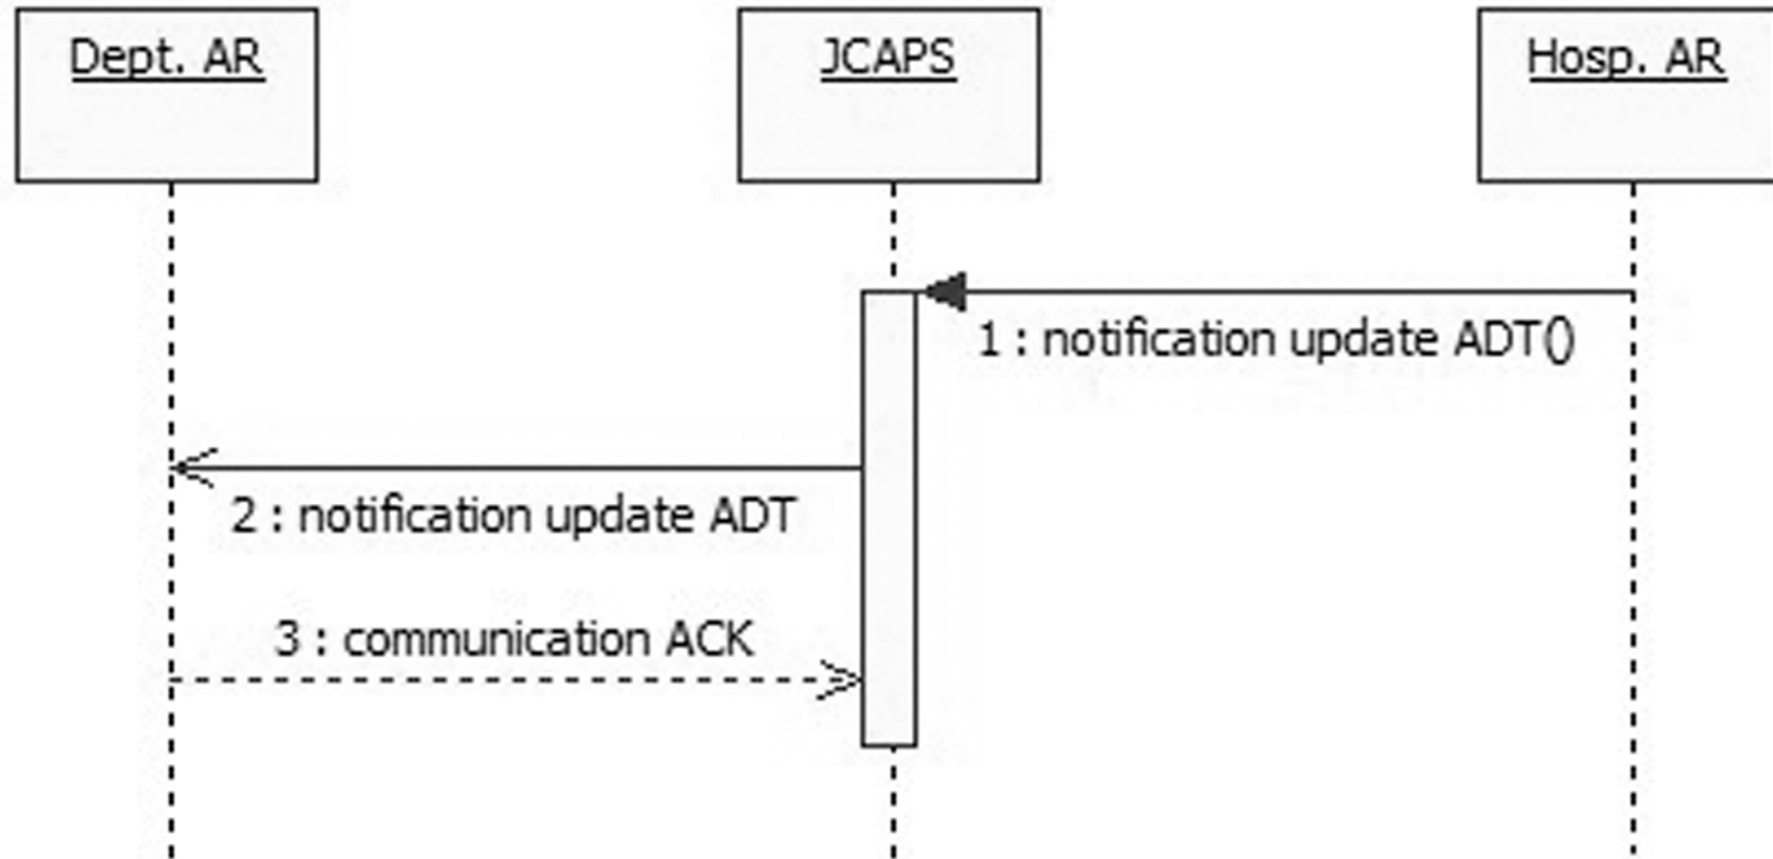 Dept. AR
JCAPS
Hosp. AR
1 : notification update ADT()
2 : notification update ADT
3 : communication ACK